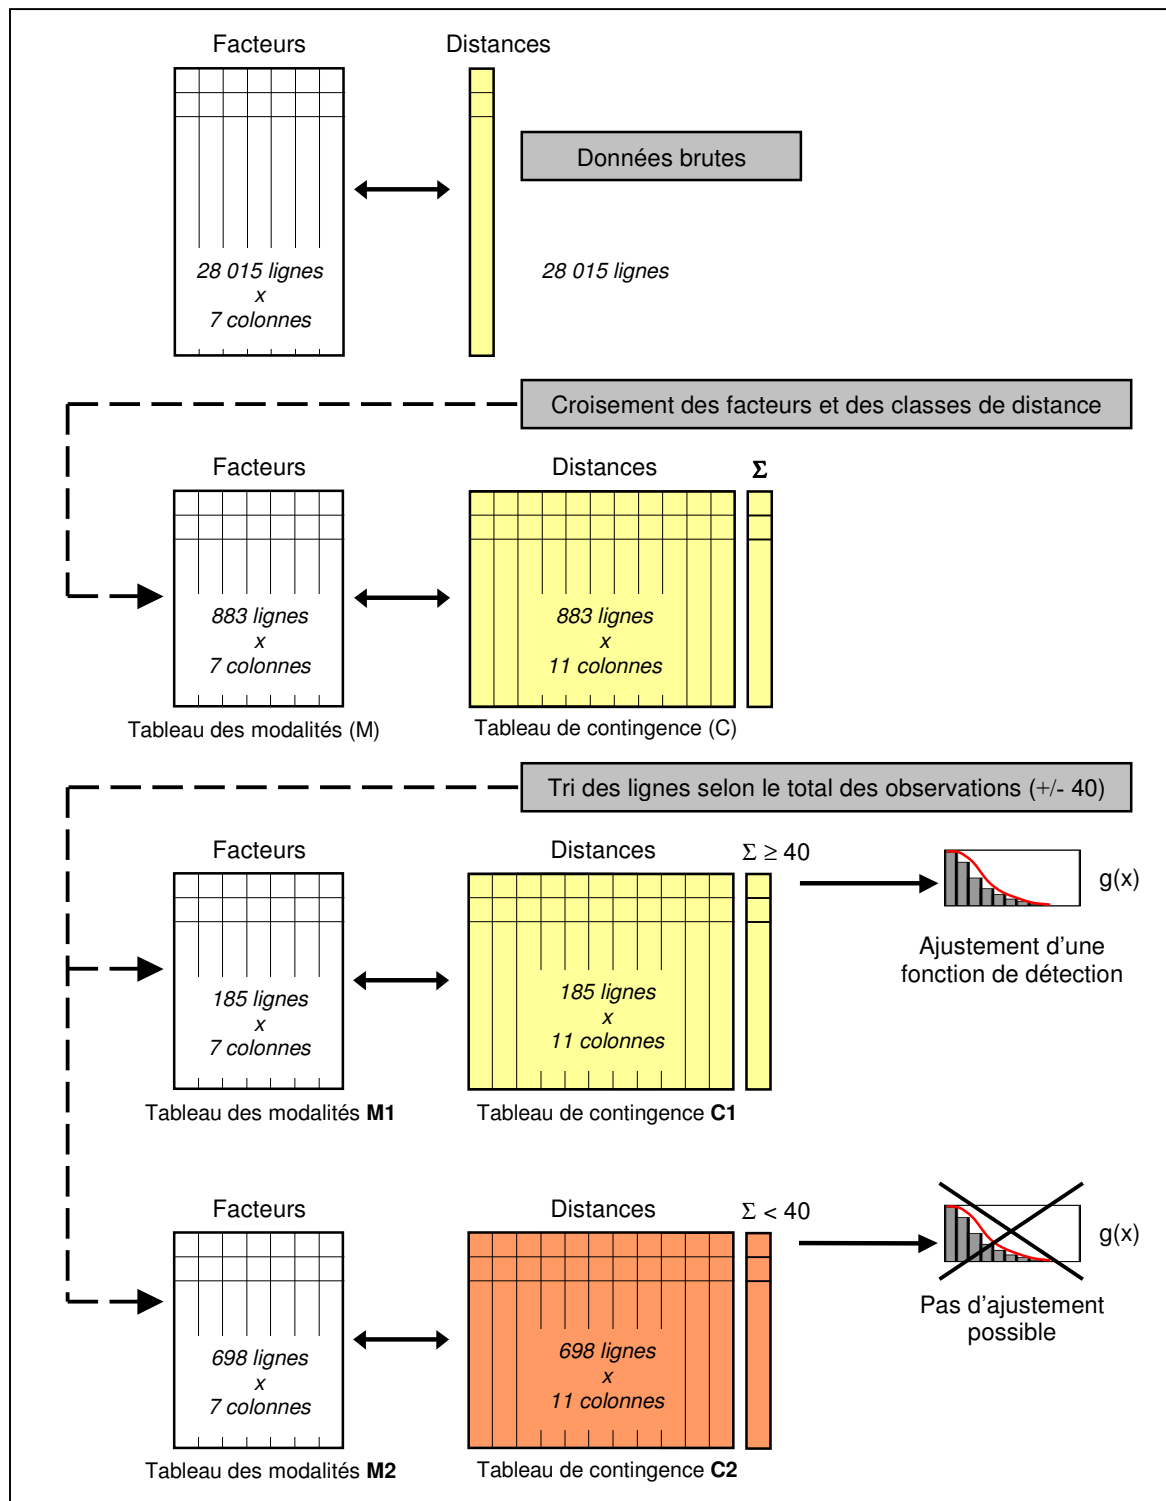 Facteurs
Distances
Données brutes
28 015 lignes
x
7 colonnes
28 015 lignes
Croisement des facteurs et des classes de distance
Facteurs
Distances
Σ
883 lignes
x
7 colonnes
883 lignes
x
11 colonnes
Tableau des modalités (M)
Tableau de contingence (C)
Tri des lignes selon le total des observations (+/- 40)
Facteurs
Distances
Σ ≥ 40
g(x)
Ajustement d'une
fonction de détection
185 lignes
x
7 colonnes
185 lignes
x
11 colonnes
Tableau des modalités M1
Tableau de contingence C1
Facteurs
Distances
Σ < 40
g(x)
Pas d'ajustement
possible
698 lignes
x
7 colonnes
698 lignes
x
11 colonnes
Tableau des modalités M2
Tableau de contingence C2